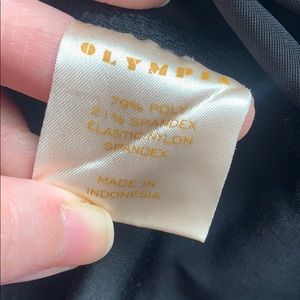 OLYMPIA
79% POLY
21% SPANDEX
ELASTIC NYLON
SPANDEX
MADE IN
INDONESIA